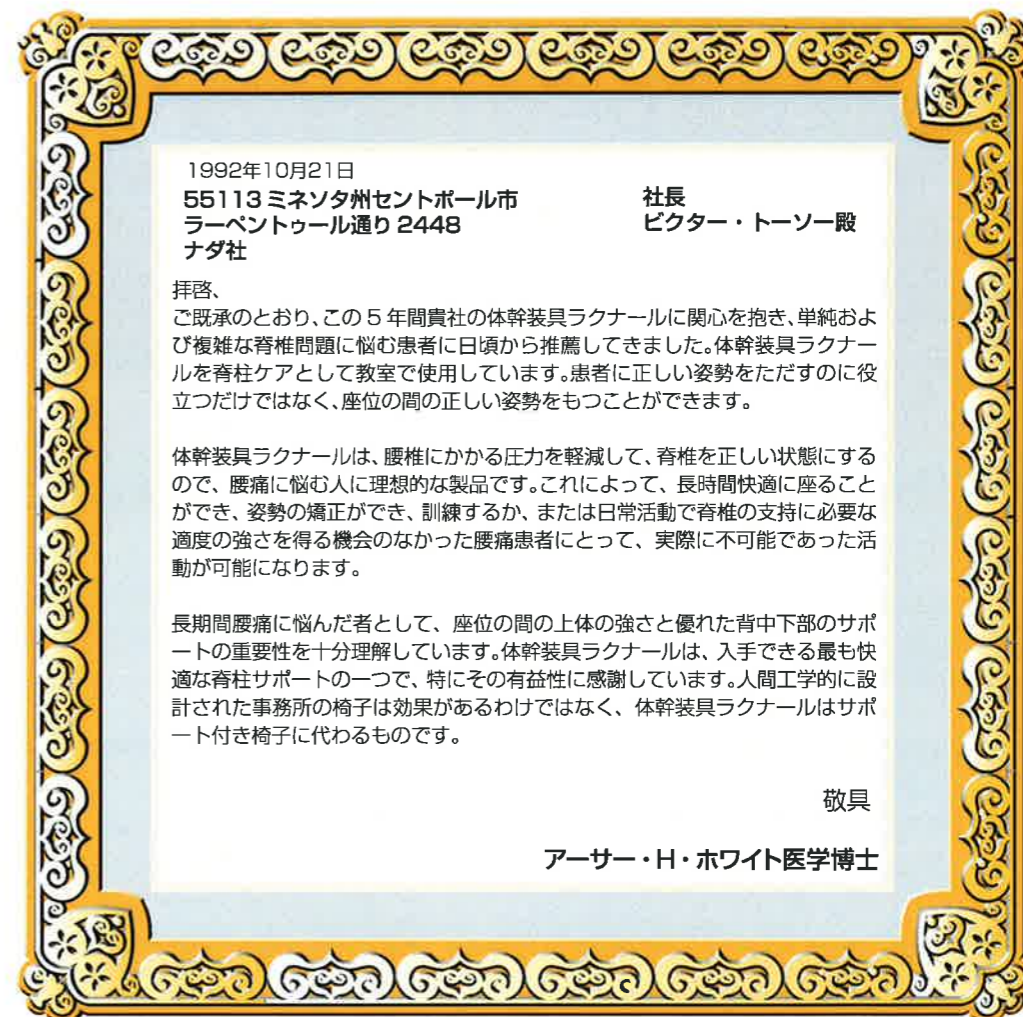 1992年10月21日
55113 ミネソタ州セントポール市
ラーペントゥール通り 2448
ナダ社
社長
ビクター・トーソー殿
拝啓、
ご既承のとおり、この 5 年間貴社の体幹装具ラクナールに関心を抱き、単純およ
び複雑な脊椎問題に悩む患者に日頃から推薦してきました。体幹装具ラクナー
ルを脊柱ケアとして教室で使用しています。患者に正しい姿勢をただすのに役
立つだけではなく、座位の間の正しい姿勢をもつことができます。
体幹装具ラクナールは、腰椎にかかる圧力を軽減して、脊椎を正しい状態にする
ので、腰痛に悩む人に理想的な製品です。これによって、長時間快適に座ること
ができ、姿勢の矯正ができ、訓練するか、または日常活動で脊椎の支持に必要な
適度の強さを得る機会のなかった腰痛患者にとって、実際に不可能であった活
動が可能になります。
長期間腰痛に悩んだ者として、座位の間の上体の強さと優れた背中下部のサポ
ートの重要性を十分理解しています。体幹装具ラクナールは、入手できる最も快
適な脊柱サポートの一つで、特にその有益性に感謝しています。人間工学的に設
計された事務所の椅子は効果があるわけではなく、体幹装具ラクナールはサポ
ート付き椅子に代わるものです。
敬具
アーサー・H・ホワイト医学博士